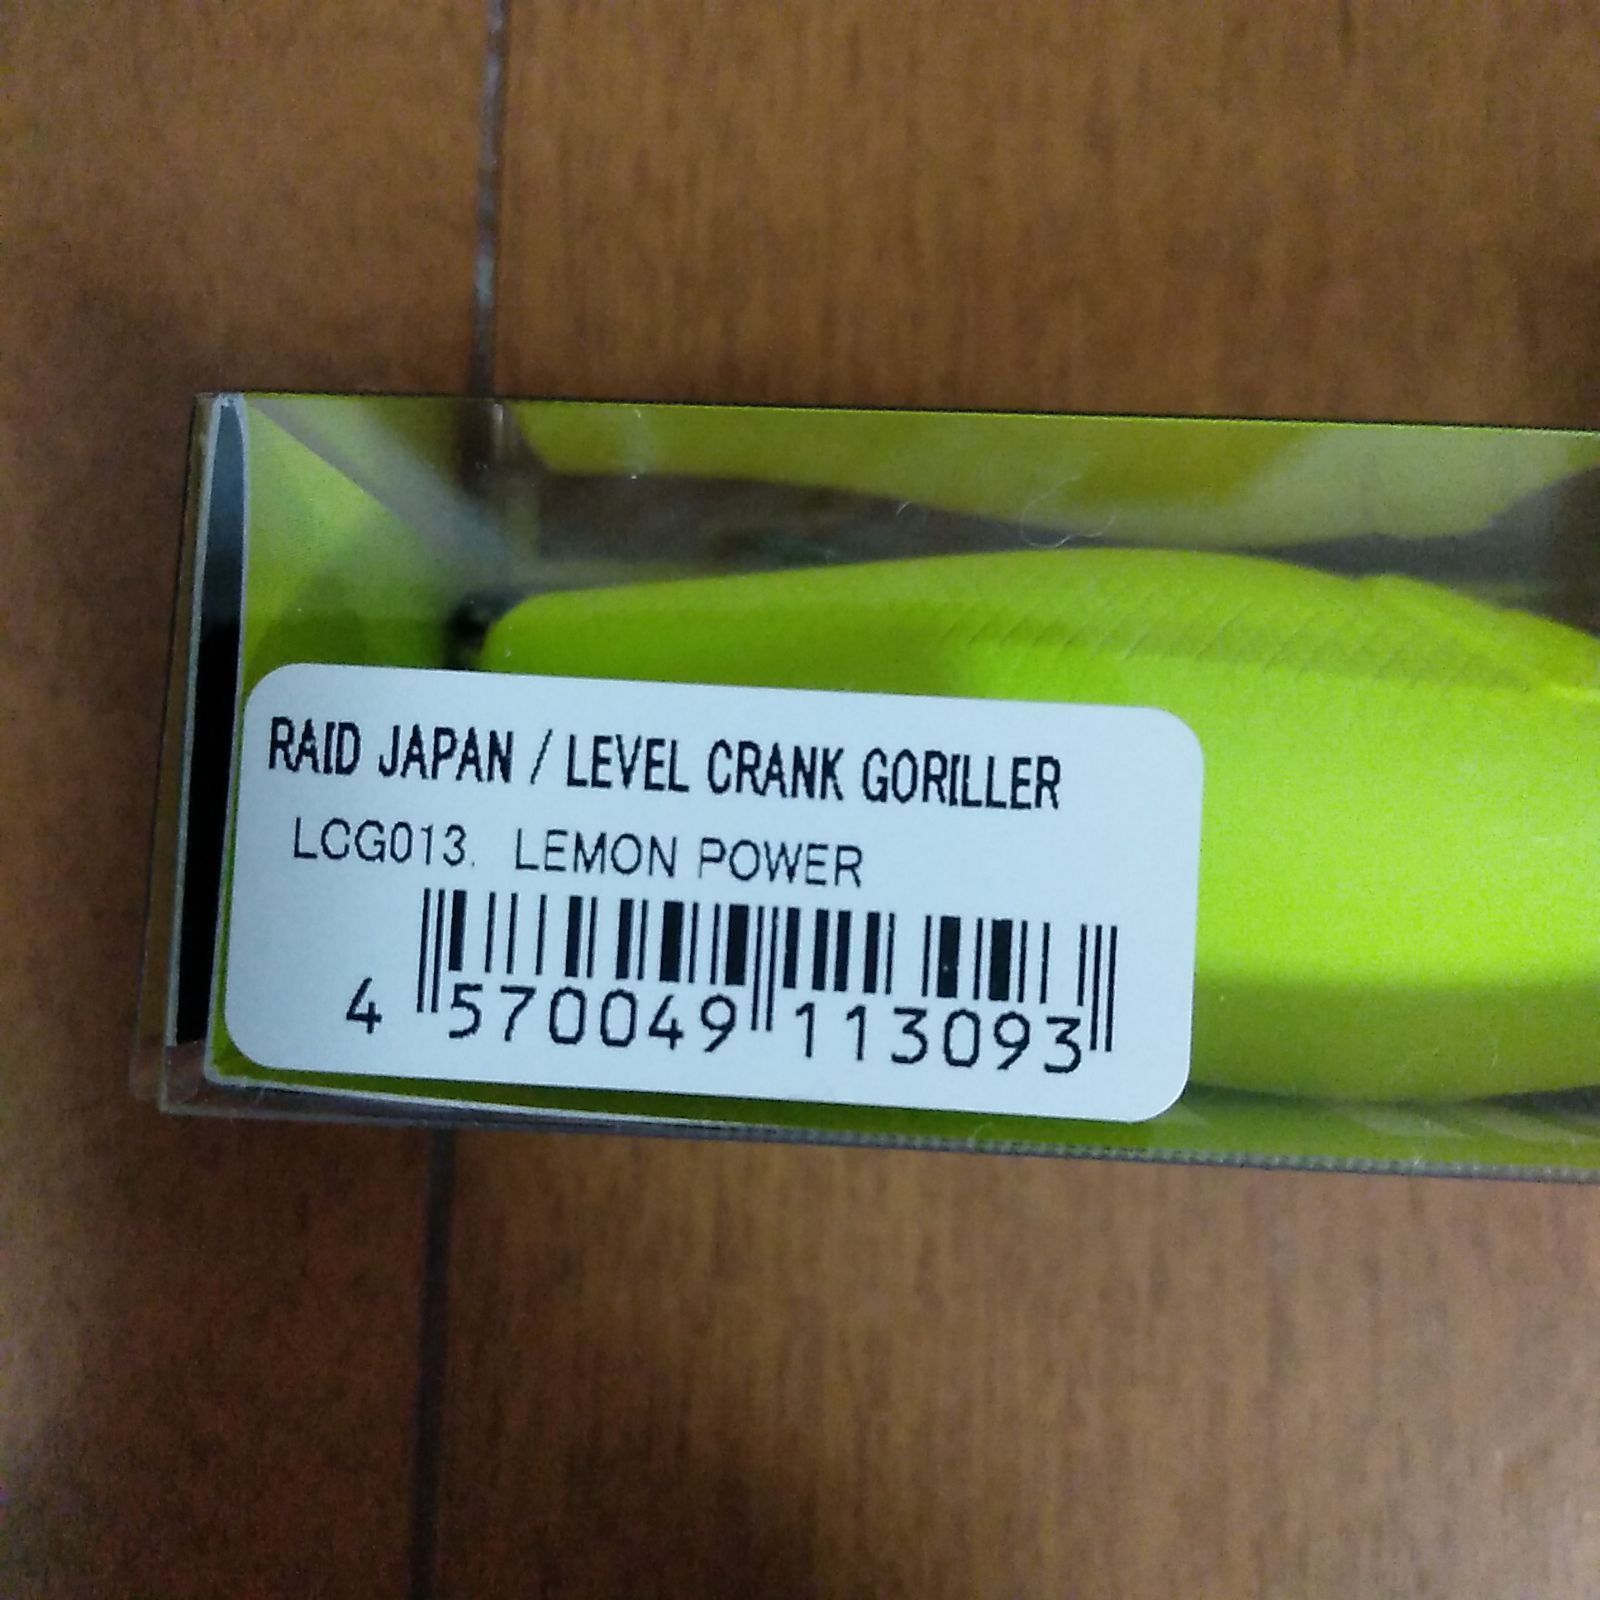 RAID JAPAN / LEVEL CRANK GORILLER
LCG013. LEMON POWER
4 570049 113093